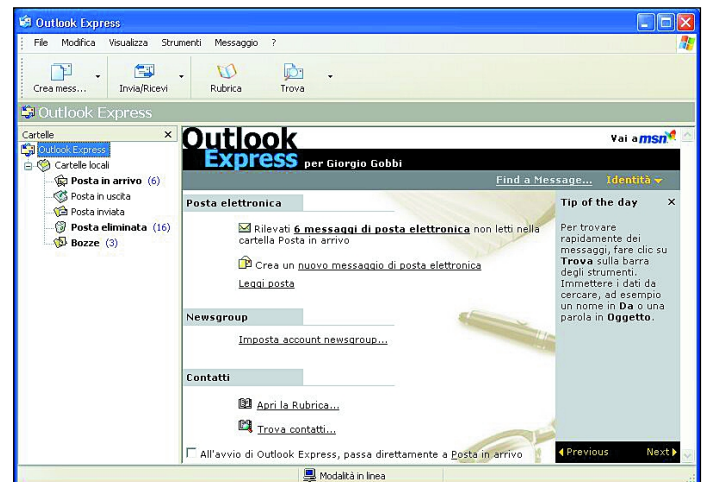 Outlook Express
File Modifica Visualizza Strumenti Messaggio ?
Crea mess... Invia/Ricevi Rubrica Trova
Outlook Express
Cartelle
Outlook Express
Cartelle locali
Posta in arrivo (6)
Posta in uscita
Posta inviata
Posta eliminata (16)
Bozze (3)
Outlook
Express per Giorgio Gobbi
Vai a msn
Find a Message... Identità
Posta elettronica
Rilevati 6 messaggi di posta elettronica non letti nella
cartella Posta in arrivo
Crea un nuovo messaggio di posta elettronica
Leggi posta
Newsgroup
Imposta account newsgroup...
Contatti
Apri la Rubrica...
Trova contatti...
All'avvio di Outlook Express, passa direttamente a Posta in arrivo
Tip of the day
Per trovare
rapidamente dei
messaggi, fare clic su
Trova sulla barra
degli strumenti.
Immettere i dati da
cercare, ad esempio
un nome in Da o una
parola in Oggetto.
Previous Next
Modalità in linea